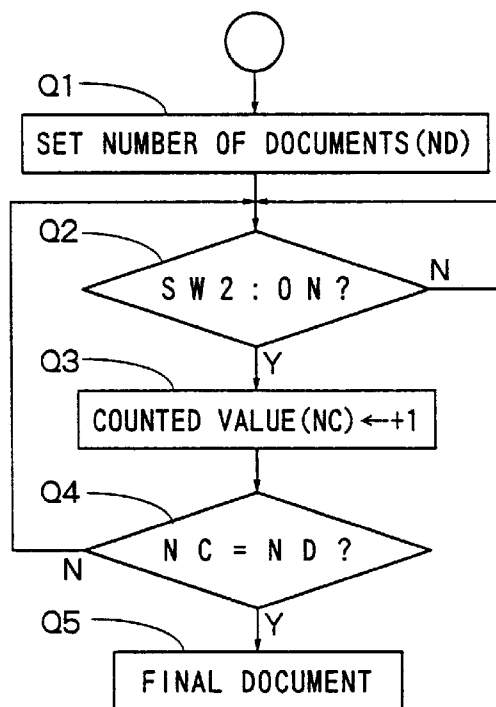 Q1
SET NUMBER OF DOCUMENTS(ND)
Q2
SW2:ON?
N
Y
Q3
COUNTED VALUE(NC)←+1
Q4
NC=ND?
N
Y
Q5
FINAL DOCUMENT